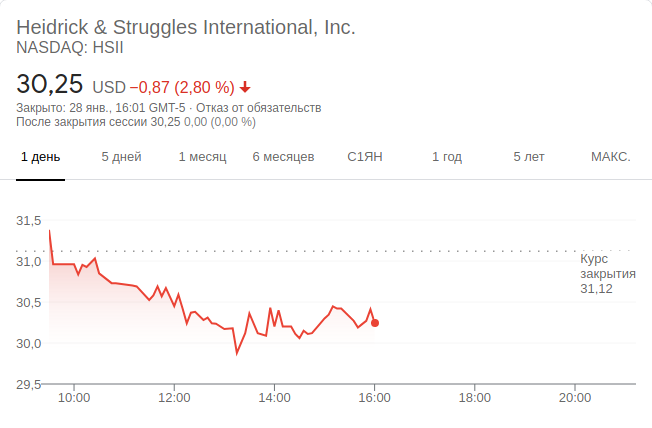 Heidrick & Struggles International, Inc.
NASDAQ: HSII
30,25 USD −0,87 (2,80 %)
Закрыто: 28 янв., 16:01 GMT-5 · Отказ от обязательств
После закрытия сессии 30,25 0,00 (0,00 %)
1 день 5 дней 1 месяц 6 месяцев С1ЯН 1 год 5 лет МАКС.
31,5
31,0
30,5
30,0
29,5
Курс
закрытия
31,12
10:00 12:00 14:00 16:00 18:00 20:00